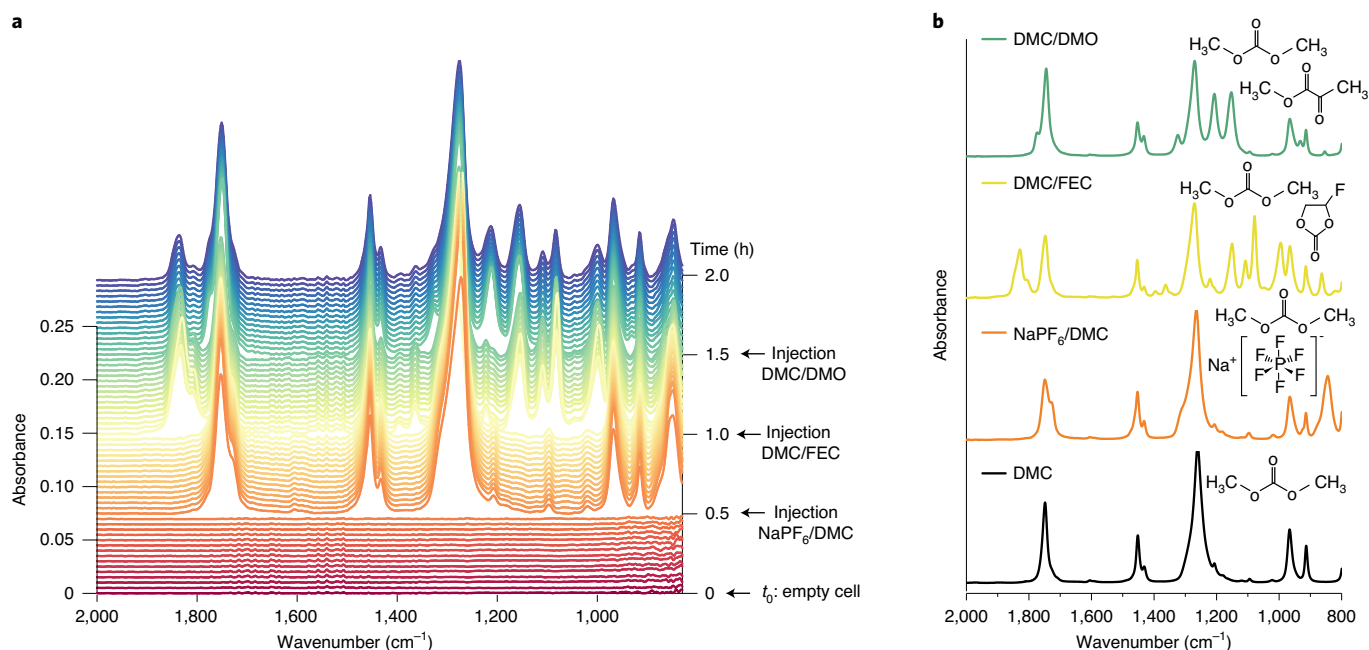 a
Absorbance
0.25
0.20
0.15
0.10
0.05
0
2,000
1,800
1,600
1,400
1,200
1,000
Wavenumber (cm⁻¹)
Time (h)
2.0
1.5
1.0
0.5
0
Injection
DMC/DMO
Injection
DMC/FEC
Injection
NaPF₆/DMC
t₀: empty cell
b
Absorbance
DMC/DMO
O
H₃C O O CH₃
O
H₃C O CH₃
O
DMC/FEC
O
H₃C O O CH₃
F
O O
O
NaPF₆/DMC
O
H₃C O O CH₃
F
Na⁺ [ F F -
P
F F
F ]
DMC
O
H₃C O O CH₃
2,000
1,800
1,600
1,400
1,200
1,000
800
Wavenumber (cm⁻¹)